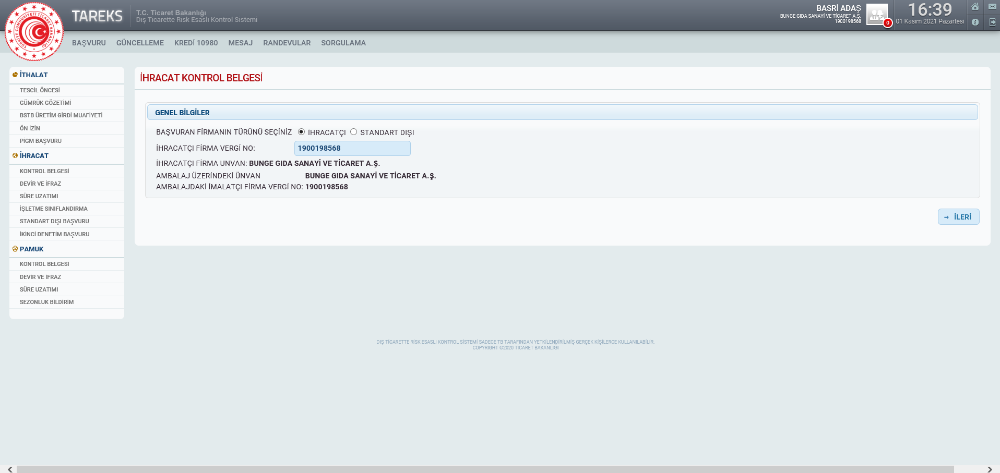 TAREKS
T.C. Ticaret Bakanlığı
Dış Ticarette Risk Esaslı Kontrol Sistemi
BASRİ ADAŞ
BUNGE GIDA SANAYİ VE TİCARET A.Ş.
1900198568
0
16:39
01 Kasım 2021 Pazartesi
BAŞVURU GÜNCELLEME KREDİ 10980 MESAJ RANDEVULAR SORGULAMA
İTHALAT
TESCİL ÖNCESİ
GÜMRÜK GÖZETİMİ
BSTB ÜRETİM GİRDİ MUAFİYETİ
ÖN İZİN
PİGM BAŞVURU
İHRACAT
KONTROL BELGESİ
DEVİR VE İFRAZ
SÜRE UZATIMI
İŞLETME SINIFLANDIRMA
STANDART DIŞI BAŞVURU
İKİNCİ DENETİM BAŞVURU
PAMUK
KONTROL BELGESİ
DEVİR VE İFRAZ
SÜRE UZATIMI
SEZONLUK BİLDİRİM
İHRACAT KONTROL BELGESİ
GENEL BİLGİLER
BAŞVURAN FİRMANIN TÜRÜNÜ SEÇİNİZ İHRACATÇI STANDART DIŞI
İHRACATÇI FİRMA VERGİ NO: 1900198568
İHRACATÇI FİRMA UNVAN: BUNGE GIDA SANAYİ VE TİCARET A.Ş.
AMBALAJ ÜZERİNDEKİ ÜNVAN BUNGE GIDA SANAYİ VE TİCARET A.Ş.
AMBALAJDAKİ İMALATÇI FİRMA VERGİ NO: 1900198568
İLERİ
DIŞ TİCARETTE RİSK ESASLI KONTROL SİSTEMİ SADECE TB TARAFINDAN YETKİLENDİRİLMİŞ GERÇEK KİŞİLERCE KULLANILABİLİR.
COPYRIGHT ©2020 TİCARET BAKANLIĞI